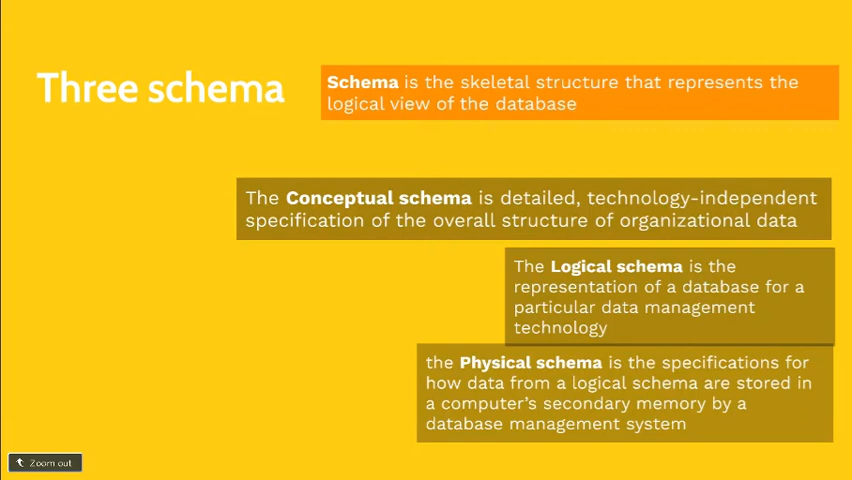 Three schema
Schema is the skeletal structure that represents the
logical view of the database
The Conceptual schema is detailed, technology-independent
specification of the overall structure of organizational data
The Logical schema is the
representation of a database for a
particular data management
technology
the Physical schema is the specifications for
how data from a logical schema are stored in
a computer’s secondary memory by a
database management system
Zoom out